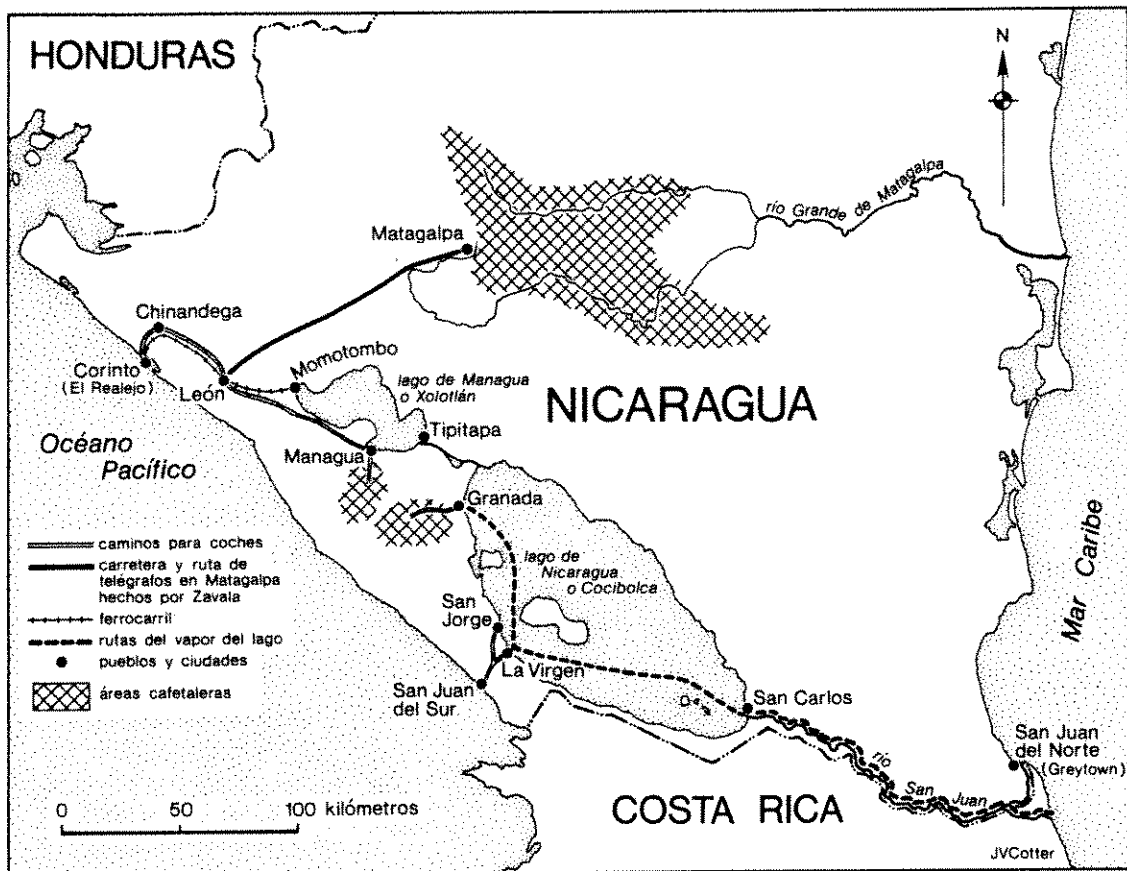 HONDURAS
N
río Grande de Matagalpa
Matagalpa
Chinandega
Corinto
(El Realejo)
León
Momotombo
lago de Managua
o Xolotlán
NICARAGUA
Tipitapa
Managua
Océano
Pacífico
Granada
Mar Caribe
caminos para coches
carretera y ruta de
telégrafos en Matagalpa
hechos por Zavala
ferrocarril
rutas del vapor del lago
pueblos y ciudades
áreas cafetaleras
lago de
Nicaragua
o Cocibolca
San
Jorge
La Virgen
San Juan
del Sur
San Carlos
San Juan
del Norte
(Greytown)
río
San
Juan
0 50 100 kilómetros
COSTA RICA
JVCotter